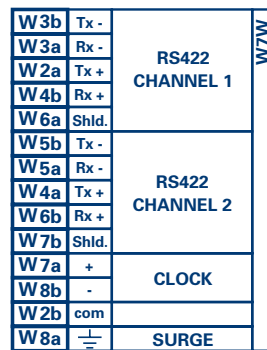 W3b Tx -
W3a Rx -
W2a Tx +
W4b Rx +
W6a Shld.
RS422
CHANNEL 1
W5b Tx -
W5a Rx -
W4a Tx +
W6b Rx +
W7b Shld.
RS422
CHANNEL 2
W7a +
W8b -
CLOCK
W2b com
W8a SURGE
W7W